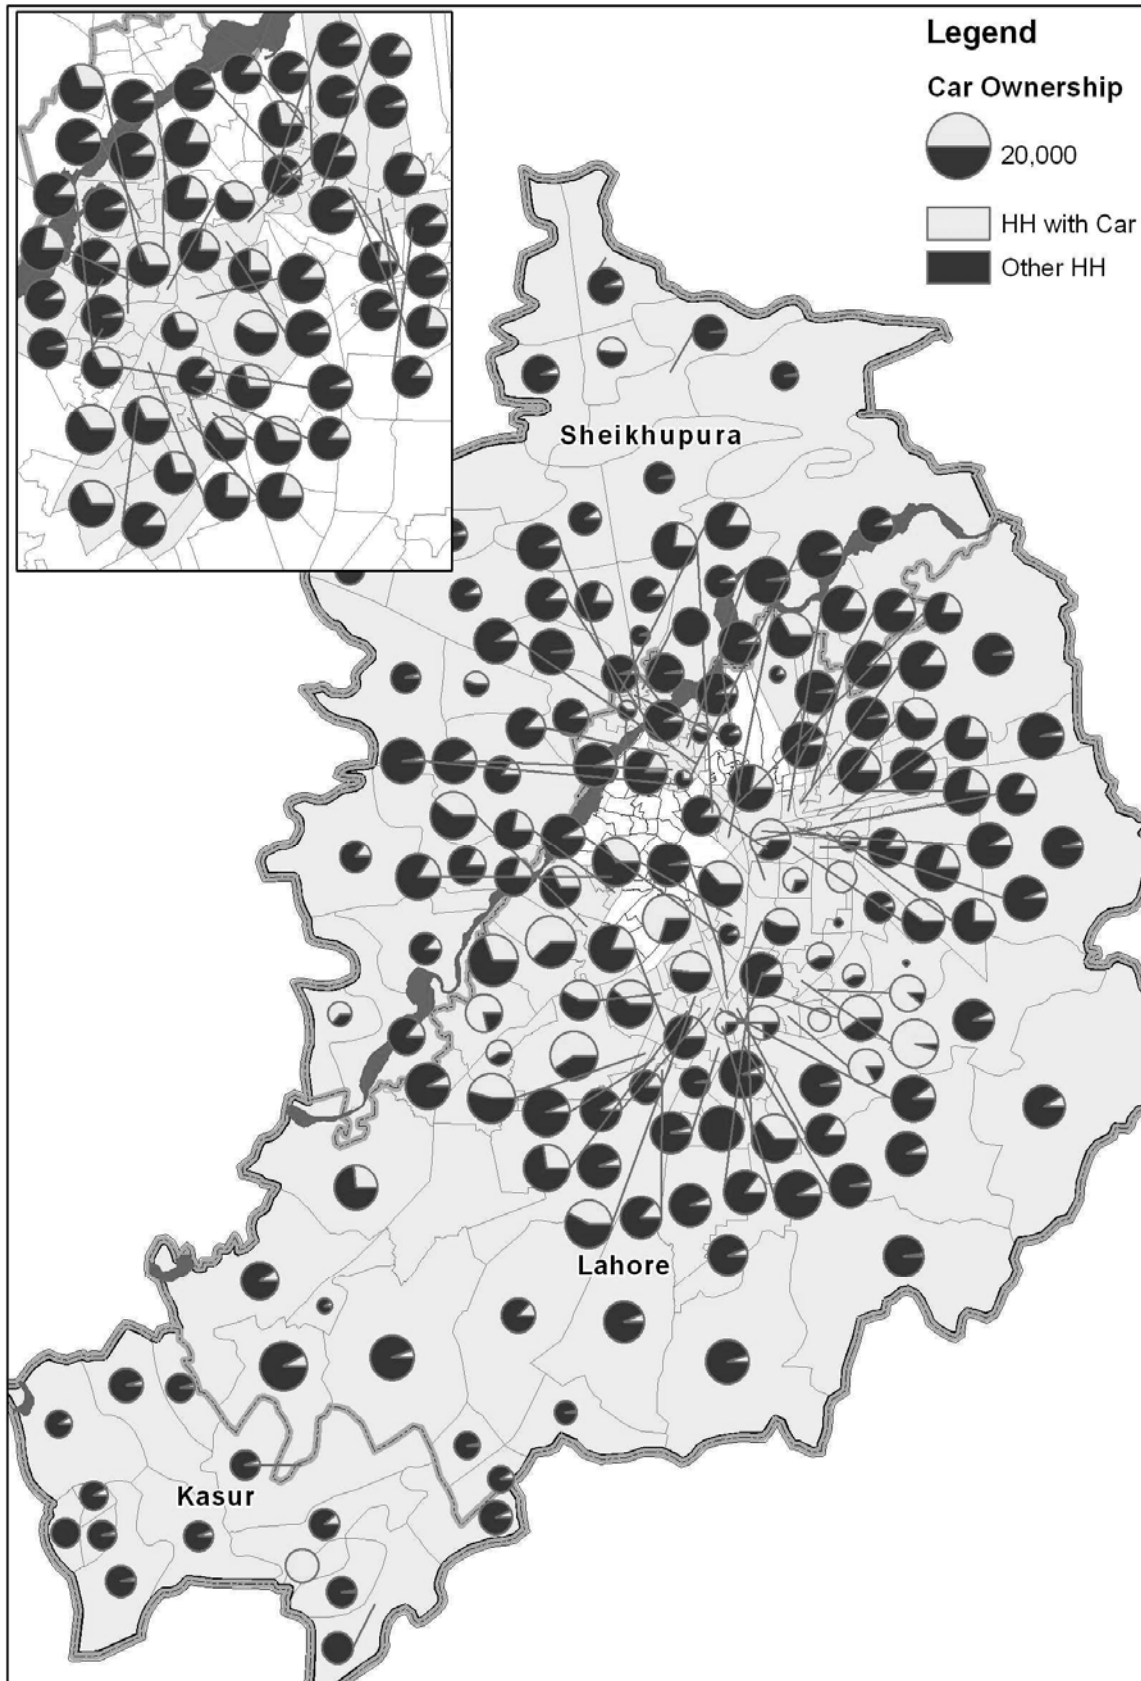 Legend
Car Ownership
20,000
HH with Car
Other HH
Sheikhupura
Lahore
Kasur